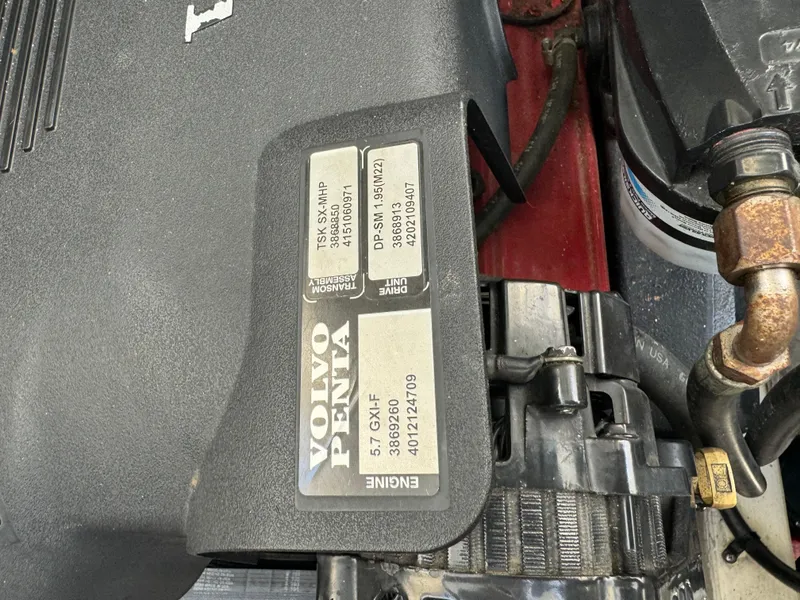 TRANSOM
ASSEMBLY
TSK SX-MHP
3868850
4151060971
DRIVE
UNIT
DP-SM 1.95(M22)
3868913
4202109407
VOLVO
PENTA
ENGINE
5.7 GXI-F
3869260
4012124709
USA